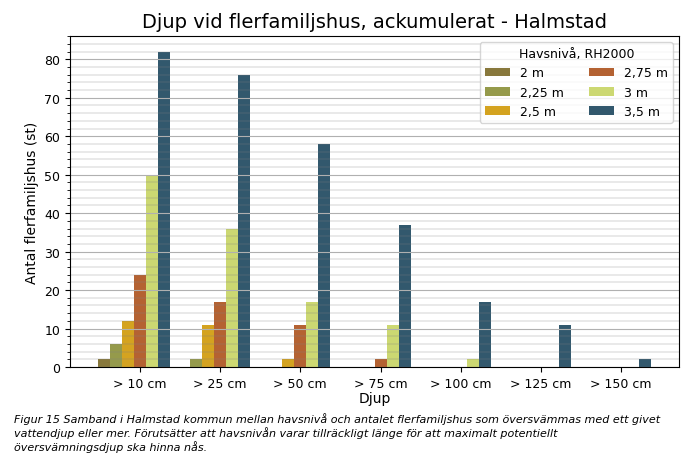 Djup vid flerfamiljshus, ackumulerat - Halmstad
Antal flerfamiljshus (st)
80
70
60
50
40
30
20
10
0
Havsnivå, RH2000
2 m
2,25 m
2,5 m
2,75 m
3 m
3,5 m
> 10 cm
> 25 cm
> 50 cm
> 75 cm
> 100 cm
> 125 cm
> 150 cm
Djup
Figur 15 Samband i Halmstad kommun mellan havsnivå och antalet flerfamiljshus som översvämmas med ett givet
vattendjup eller mer. Förutsätter att havsnivån varar tillräckligt länge för att maximalt potentiellt
översvämningsdjup ska hinna nås.